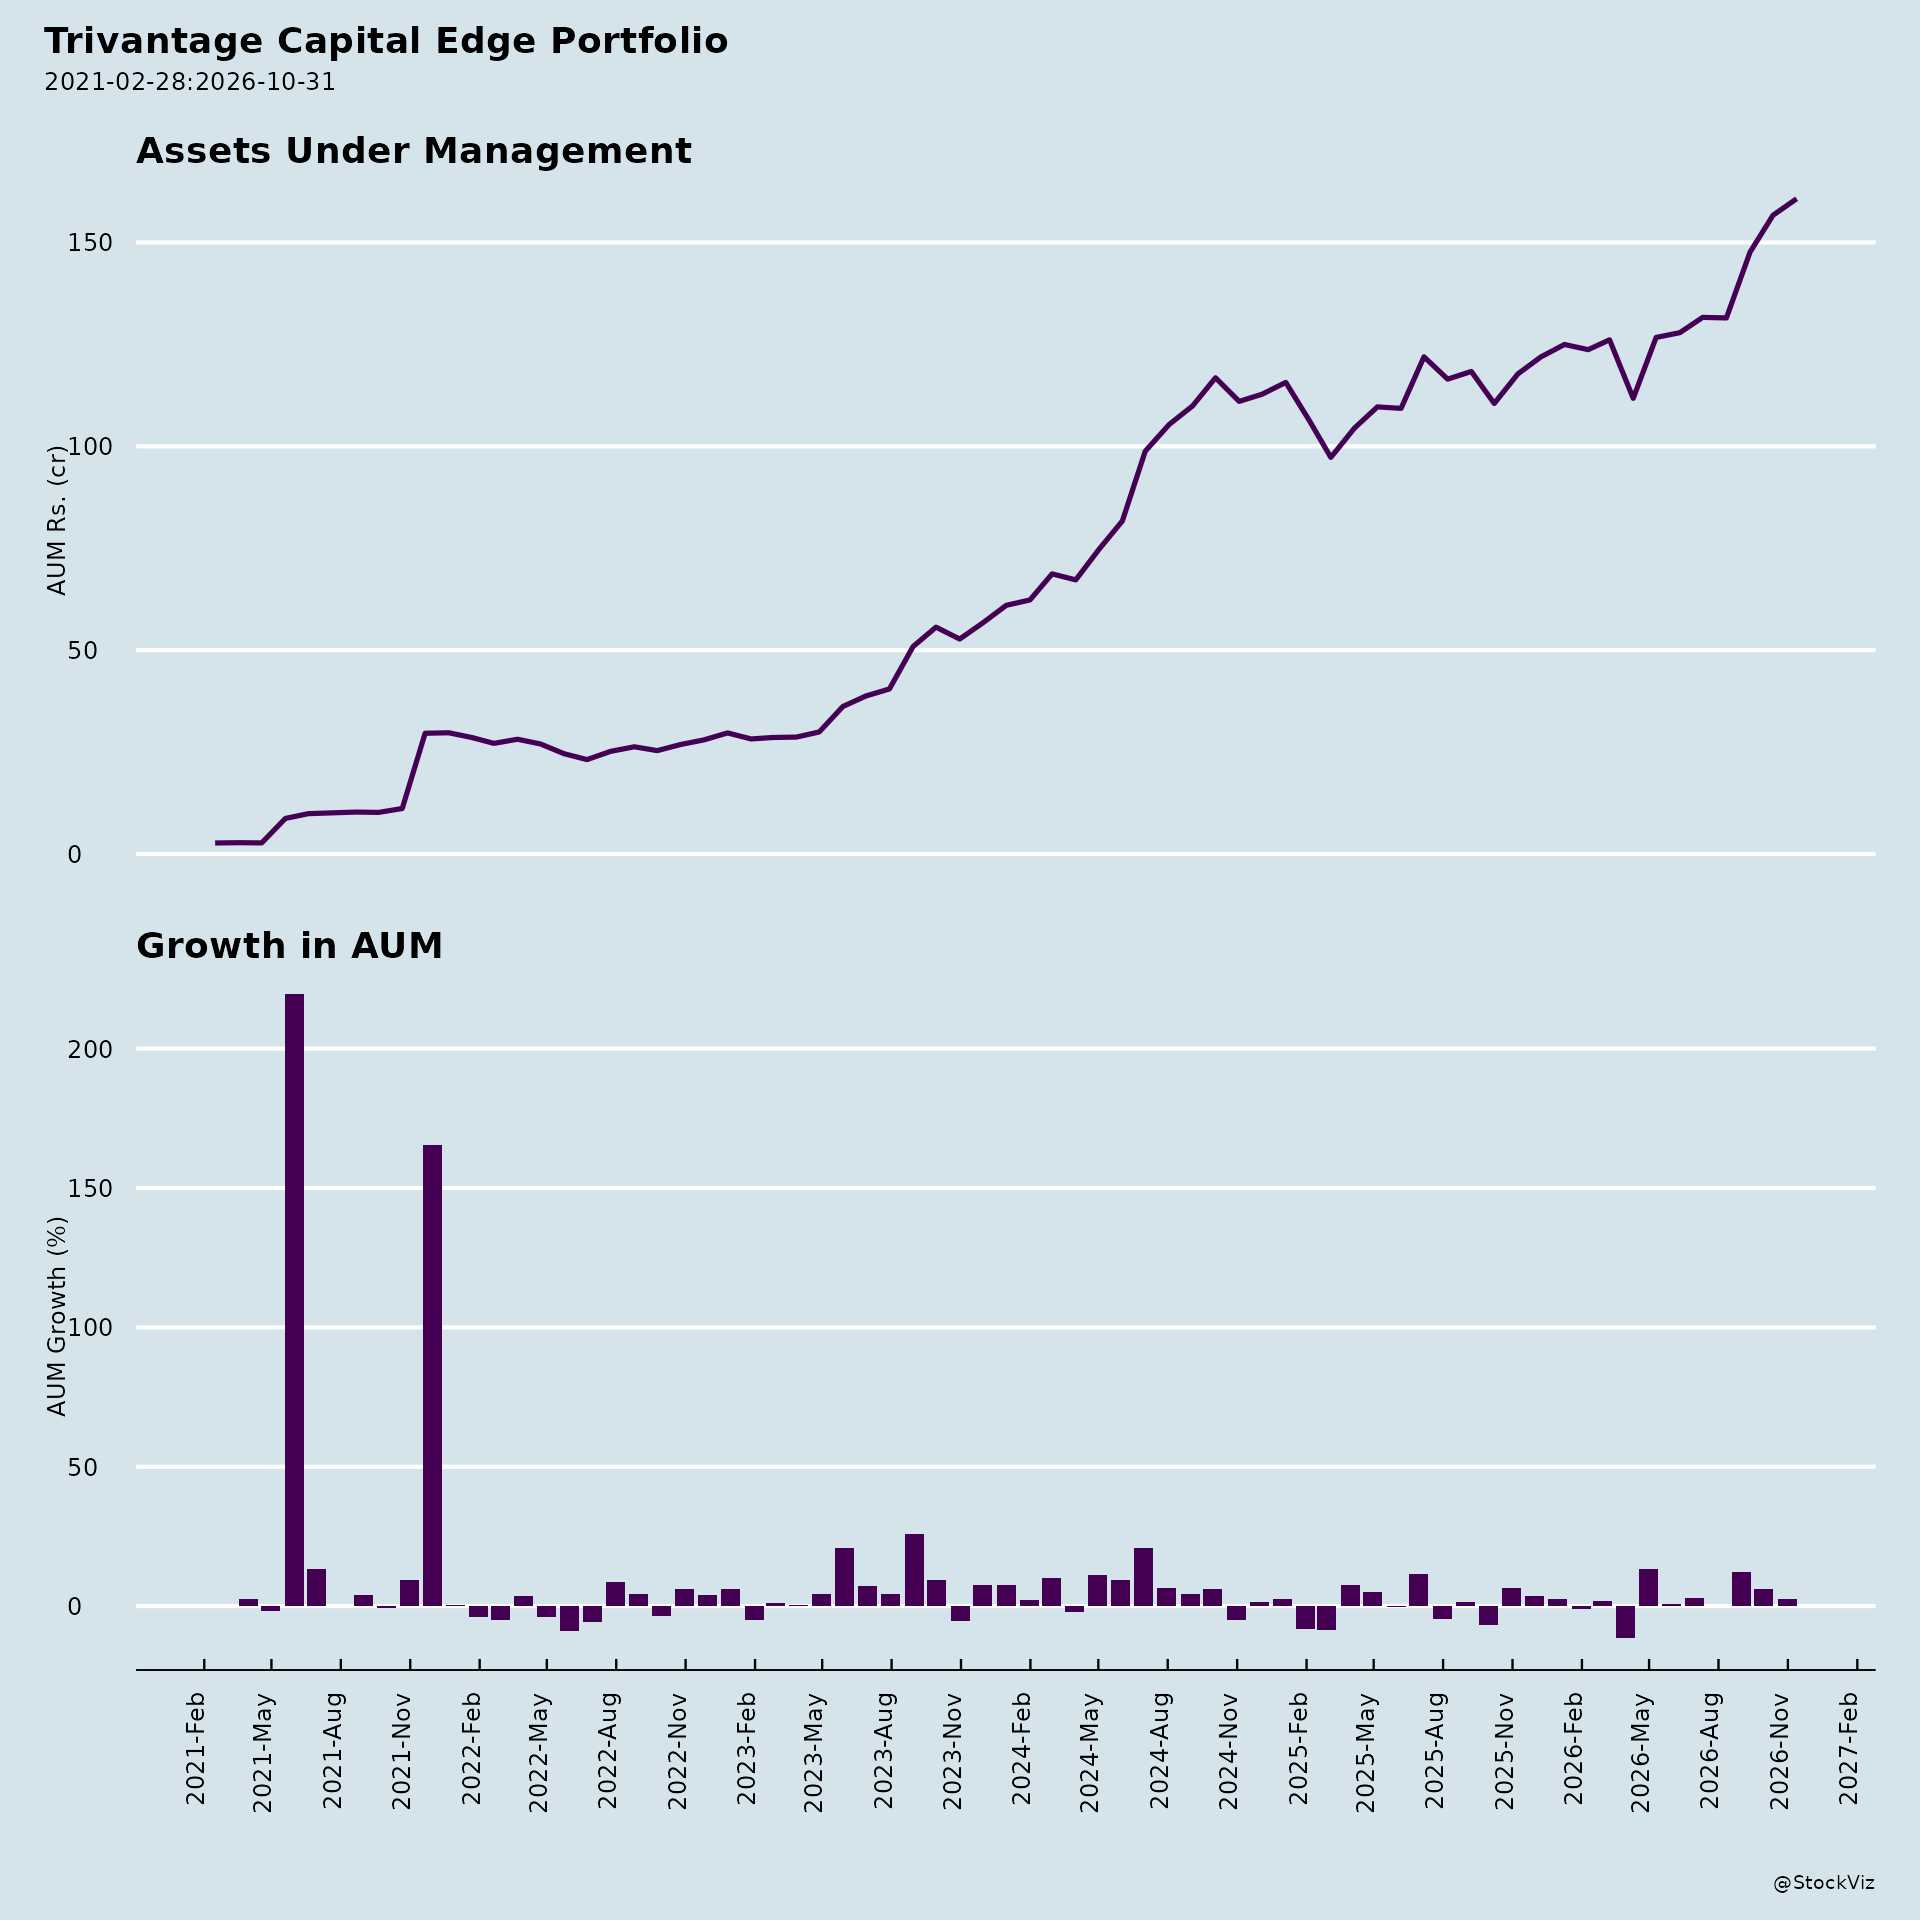 Trivantage Capital Edge Portfolio
2021-02-28:2026-10-31
Assets Under Management
AUM Rs. (cr)
150
100
50
0
Growth in AUM
AUM Growth (%)
200
150
100
50
0
2021-Feb
2021-May
2021-Aug
2021-Nov
2022-Feb
2022-May
2022-Aug
2022-Nov
2023-Feb
2023-May
2023-Aug
2023-Nov
2024-Feb
2024-May
2024-Aug
2024-Nov
2025-Feb
2025-May
2025-Aug
2025-Nov
2026-Feb
2026-May
2026-Aug
2026-Nov
2027-Feb
@StockViz